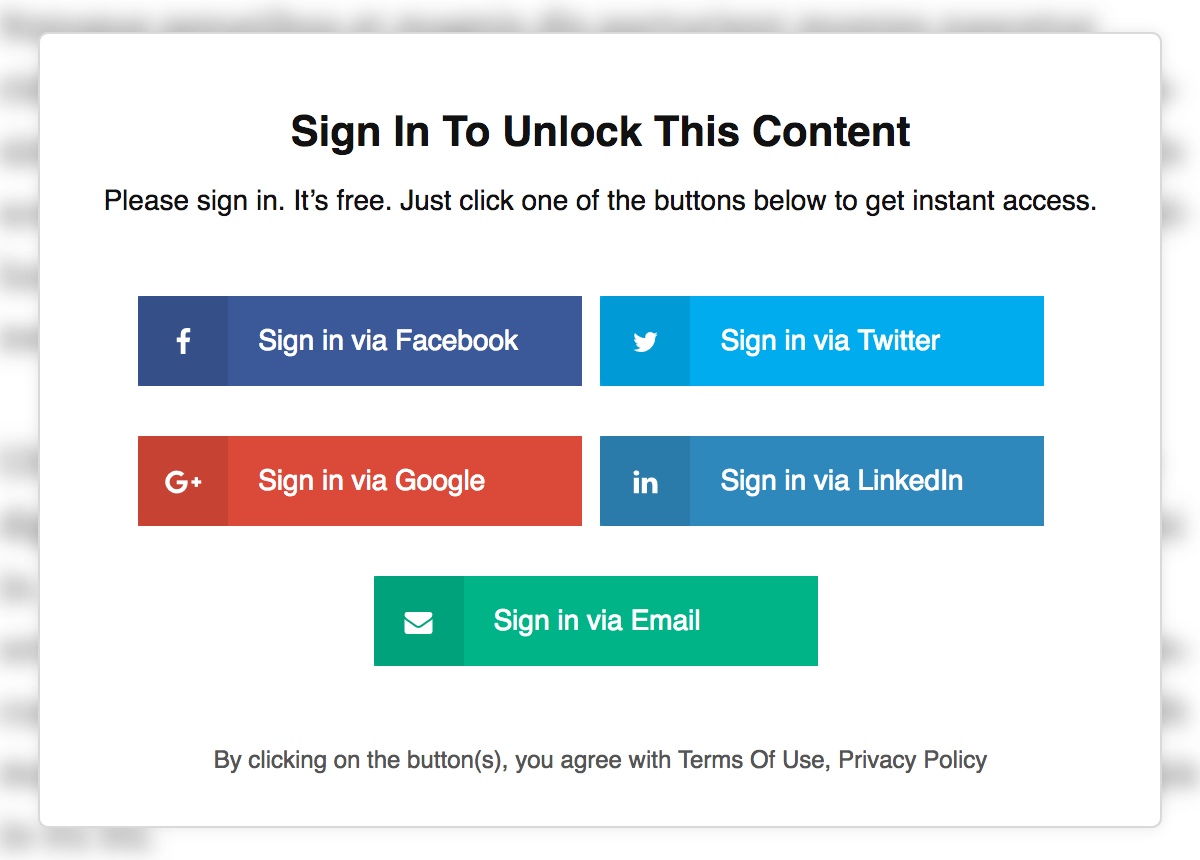 Sign In To Unlock This Content
Please sign in. It’s free. Just click one of the buttons below to get instant access.
f Sign in via Facebook
Sign in via Twitter
G+ Sign in via Google
in Sign in via LinkedIn
Sign in via Email
By clicking on the button(s), you agree with Terms Of Use, Privacy Policy